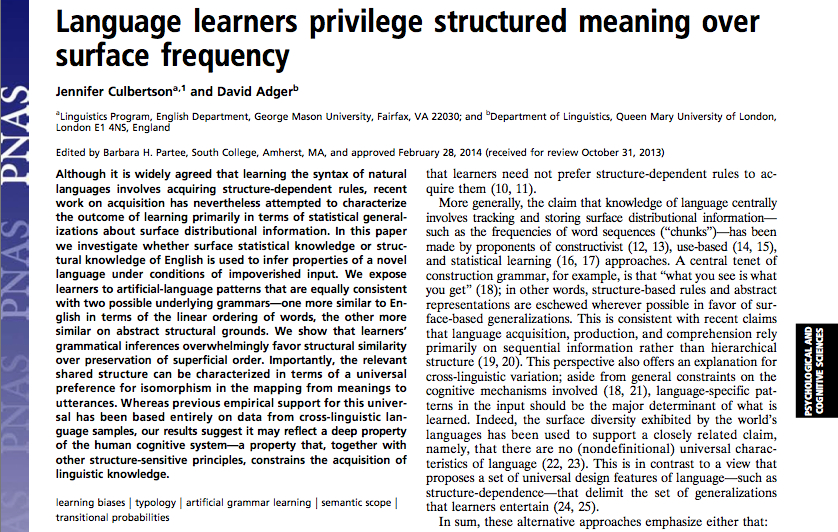 PNAS PNAS PNAS
Language learners privilege structured meaning over
surface frequency
Jennifer Culbertsonᵃ,¹ and David Adgerᵇ
ᵃLinguistics Program, English Department, George Mason University, Fairfax, VA 22030; and ᵇDepartment of Linguistics, Queen Mary University of London,
London E1 4NS, England
Edited by Barbara H. Partee, South College, Amherst, MA, and approved February 28, 2014 (received for review October 31, 2013)
Although it is widely agreed that learning the syntax of natural
languages involves acquiring structure-dependent rules, recent
work on acquisition has nevertheless attempted to characterize
the outcome of learning primarily in terms of statistical general-
izations about surface distributional information. In this paper
we investigate whether surface statistical knowledge or struc-
tural knowledge of English is used to infer properties of a novel
language under conditions of impoverished input. We expose
learners to artificial-language patterns that are equally consistent
with two possible underlying grammars—one more similar to En-
glish in terms of the linear ordering of words, the other more
similar on abstract structural grounds. We show that learners'
grammatical inferences overwhelmingly favor structural similarity
over preservation of superficial order. Importantly, the relevant
shared structure can be characterized in terms of a universal
preference for isomorphism in the mapping from meanings to
utterances. Whereas previous empirical support for this univer-
sal has been based entirely on data from cross-linguistic lan-
guage samples, our results suggest it may reflect a deep property
of the human cognitive system—a property that, together with
other structure-sensitive principles, constrains the acquisition of
linguistic knowledge.
learning biases | typology | artificial grammar learning | semantic scope |
transitional probabilities
that learners need not prefer structure-dependent rules to ac-
quire them (10, 11).
More generally, the claim that knowledge of language centrally
involves tracking and storing surface distributional information—
such as the frequencies of word sequences ("chunks")—has been
made by proponents of constructivist (12, 13), use-based (14, 15),
and statistical learning (16, 17) approaches. A central tenet of
construction grammar, for example, is that "what you see is what
you get" (18); in other words, structure-based rules and abstract
representations are eschewed wherever possible in favor of sur-
face-based generalizations. This is consistent with recent claims
that language acquisition, production, and comprehension rely
primarily on sequential information rather than hierarchical
structure (19, 20). This perspective also offers an explanation for
cross-linguistic variation; aside from general constraints on the
cognitive mechanisms involved (18, 21), language-specific pat-
terns in the input should be the major determinant of what is
learned. Indeed, the surface diversity exhibited by the world's
languages has been used to support a closely related claim,
namely, that there are no (nondefinitional) universal charac-
teristics of language (22, 23). This is in contrast to a view that
proposes a set of universal design features of language—such as
structure-dependence—that delimit the set of generalizations
that learners entertain (24, 25).
In sum, these alternative approaches emphasize either that:
PSYCHOLOGICAL AND
COGNITIVE SCIENCES